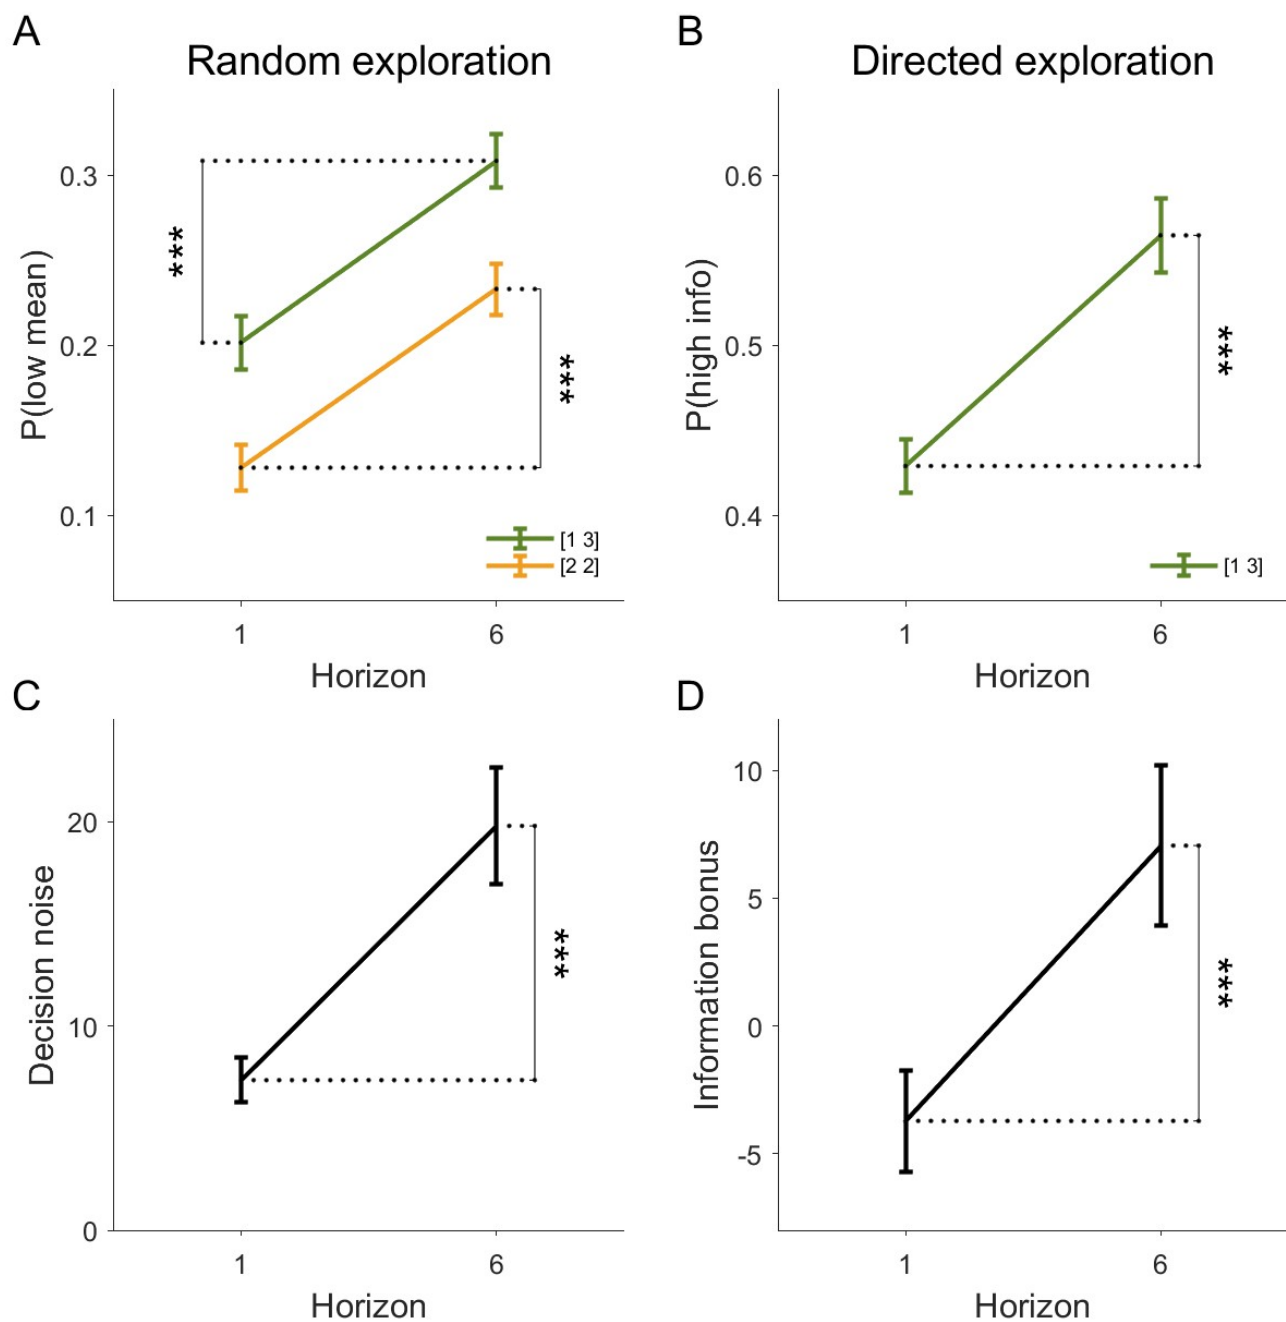 A
Random exploration
P(low mean)
0.3
0.2
0.1
***
***
[1 3]
[2 2]
1
6
Horizon
B
Directed exploration
P(high info)
0.6
0.5
0.4
***
[1 3]
1
6
Horizon
C
Decision noise
20
10
0
***
1
6
Horizon
D
Information bonus
10
5
0
-5
***
1
6
Horizon